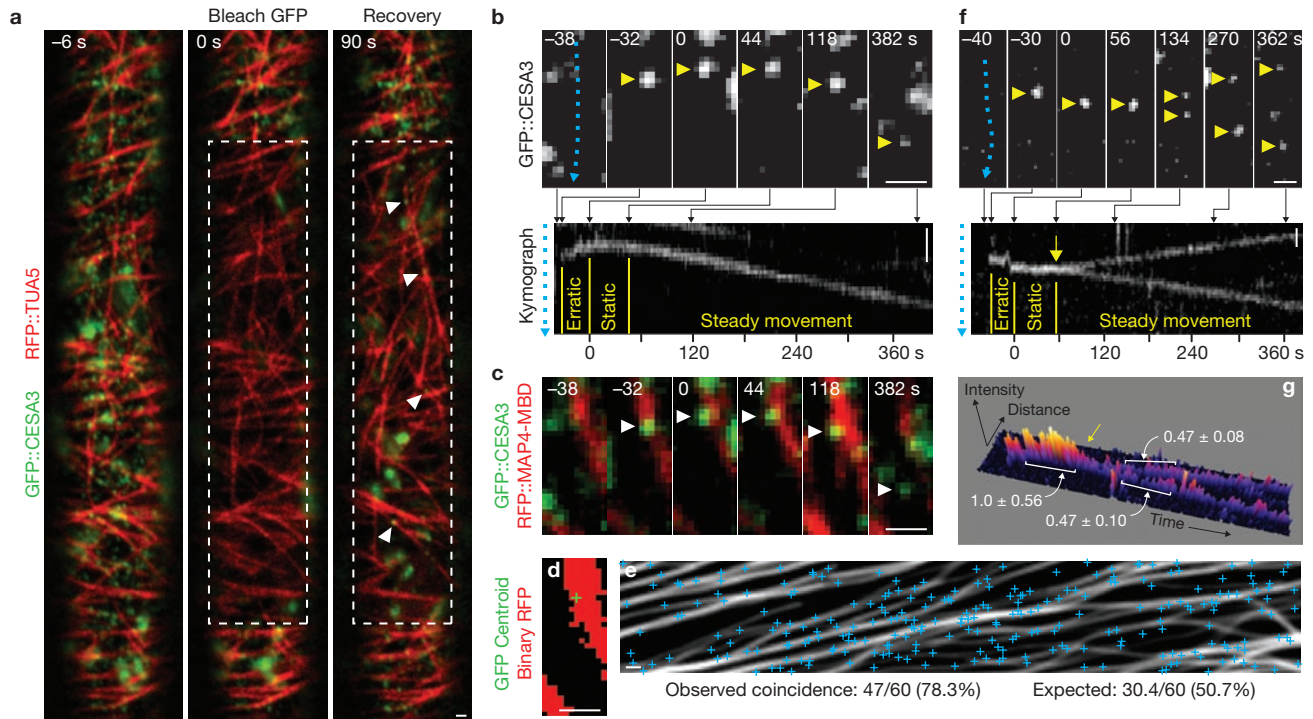 a
Bleach GFP
Recovery
–6 s
0 s
90 s
GFP::CESA3
RFP::TUA5
b
–38
–32
0
44
118
382 s
GFP::CESA3
Kymograph
Erratic
Static
Steady movement
0
120
240
360 s
c
–38
–32
0
44
118
382 s
GFP::CESA3
RFP::MAP4-MBD
d
GFP Centroid
Binary RFP
e
Observed coincidence: 47/60 (78.3%)
Expected: 30.4/60 (50.7%)
f
–40
–30
0
56
134
270
362 s
Erratic
Static
Steady movement
0
120
240
360 s
g
Intensity
Distance
0.47 ± 0.08
1.0 ± 0.56
0.47 ± 0.10
Time